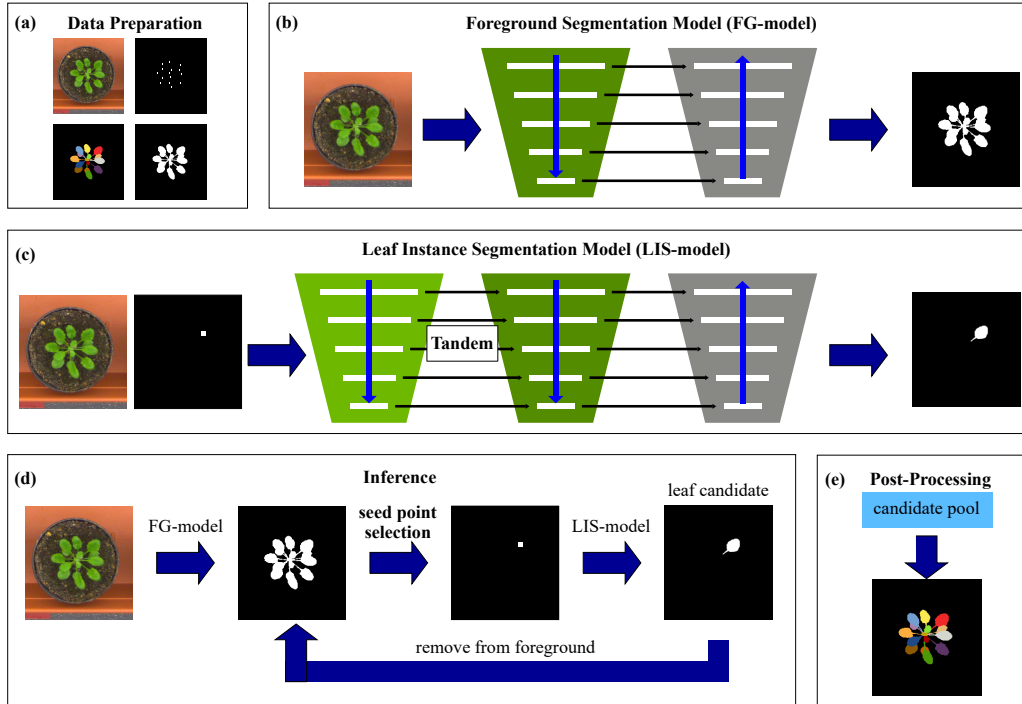 (a)
Data Preparation
(b)
Foreground Segmentation Model (FG-model)
(c)
Leaf Instance Segmentation Model (LIS-model)
Tandem
(d)
Inference
FG-model
seed point
selection
LIS-model
leaf candidate
remove from foreground
(e)
Post-Processing
candidate pool